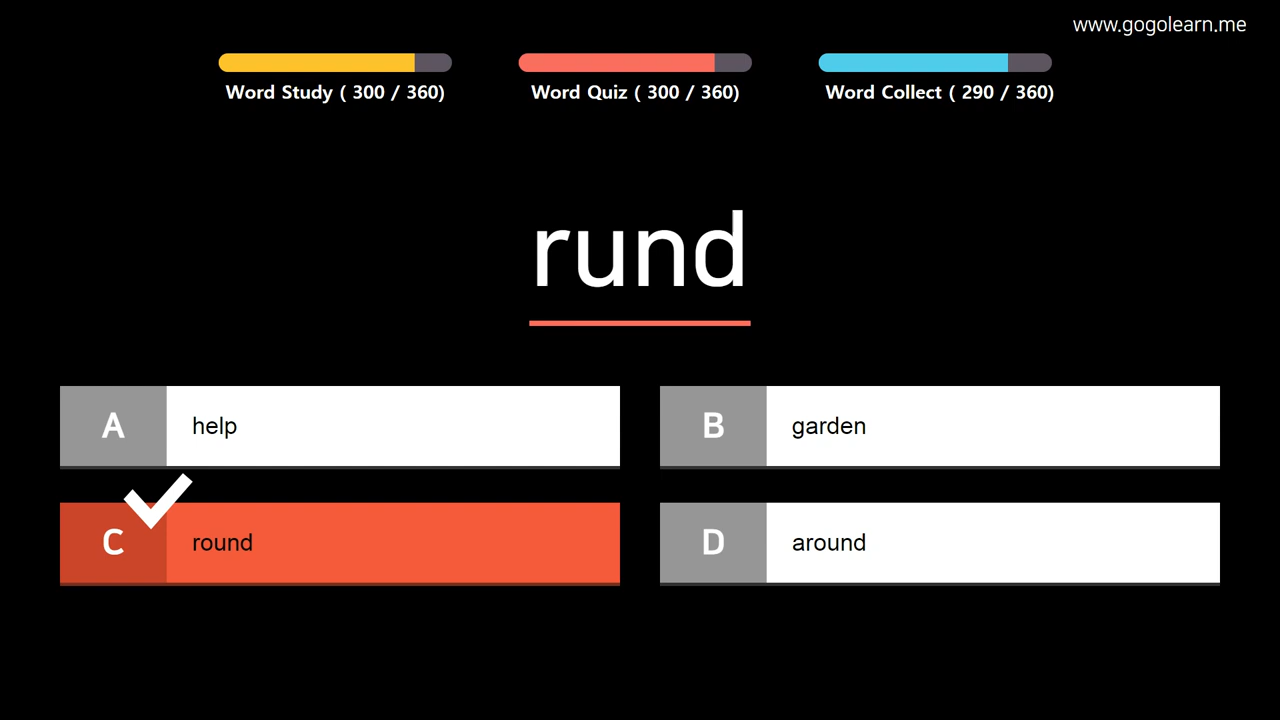 www.gogolearn.me
Word Study ( 300 / 360)
Word Quiz ( 300 / 360)
Word Collect ( 290 / 360)
rund
A help
B garden
C round
D around